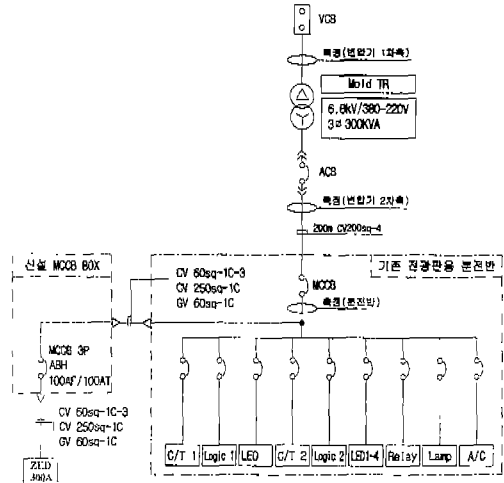 VCB
측정(변압기 1차측)
Mold TR
6.6kV/380-220V
3ø 300KVA
ACB
측정(변압기 2차측)
200m CV200sq-4
신설 MCCB BOX
CV 60sq-1C-3
CV 250sq-1C
GV 60sq-1C
기존 전광판용 분전반
MCCB
측정(분전반)
MCCB 3P
ABH
100AF/100AT
CV 60sq-1C-3
CV 250sq-1C
GV 60sq-1C
ZED
300A
C/T 1
Logic 1
LED
C/T 2
Logic 2
LED1-4
Relay
Lamp
A/C